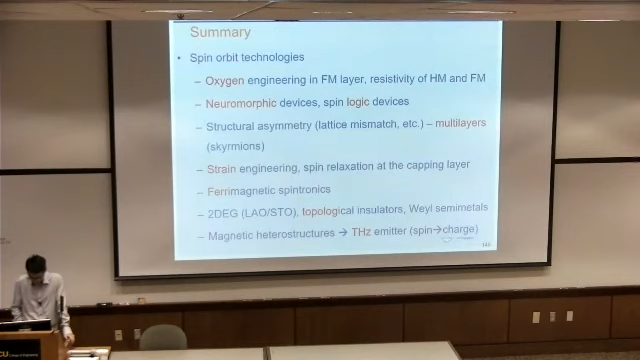 Summary
• Spin orbit technologies
– Oxygen engineering in FM layer, resistivity of HM and FM
– Neuromorphic devices, spin logic devices
– Structural asymmetry (lattice mismatch, etc.) – multilayers
(skyrmions)
– Strain engineering, spin relaxation at the capping layer
– Ferrimagnetic spintronics
– 2DEG (LAO/STO), topological insulators, Weyl semimetals
– Magnetic heterostructures → THz emitter (spin→charge)
CU